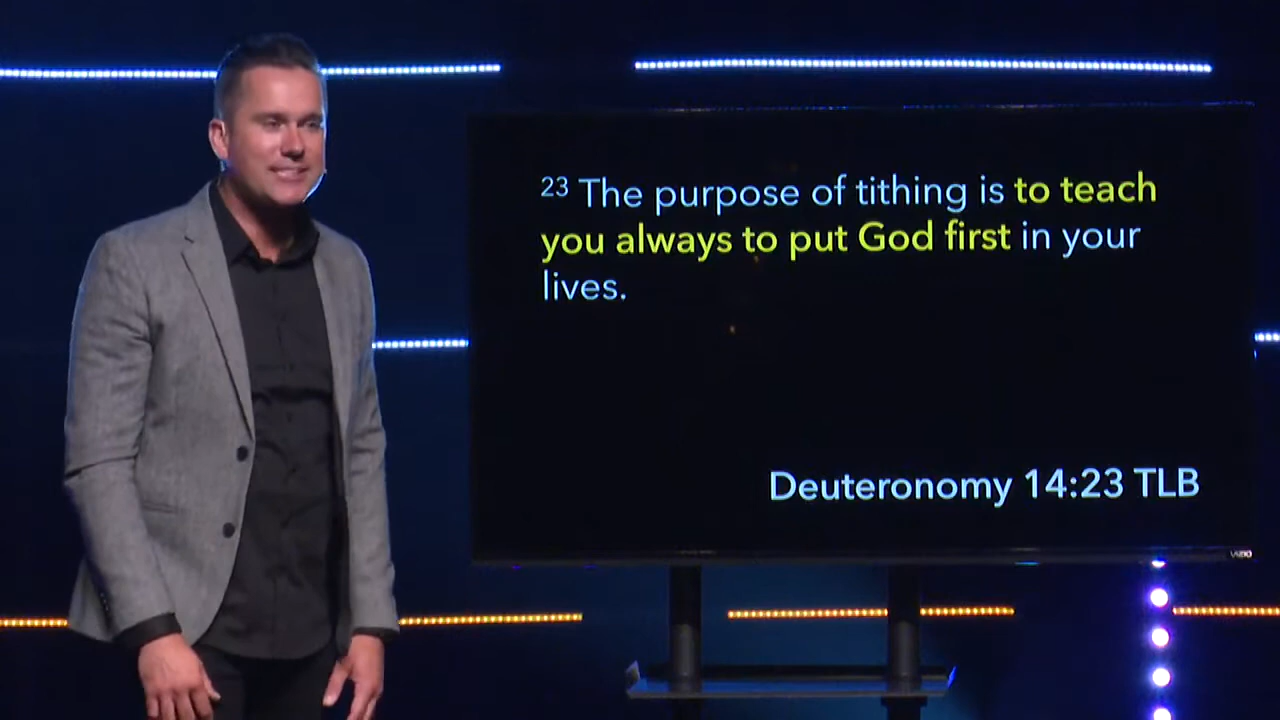 23 The purpose of tithing is to teach
you always to put God first in your
lives.
Deuteronomy 14:23 TLB
VIZIO